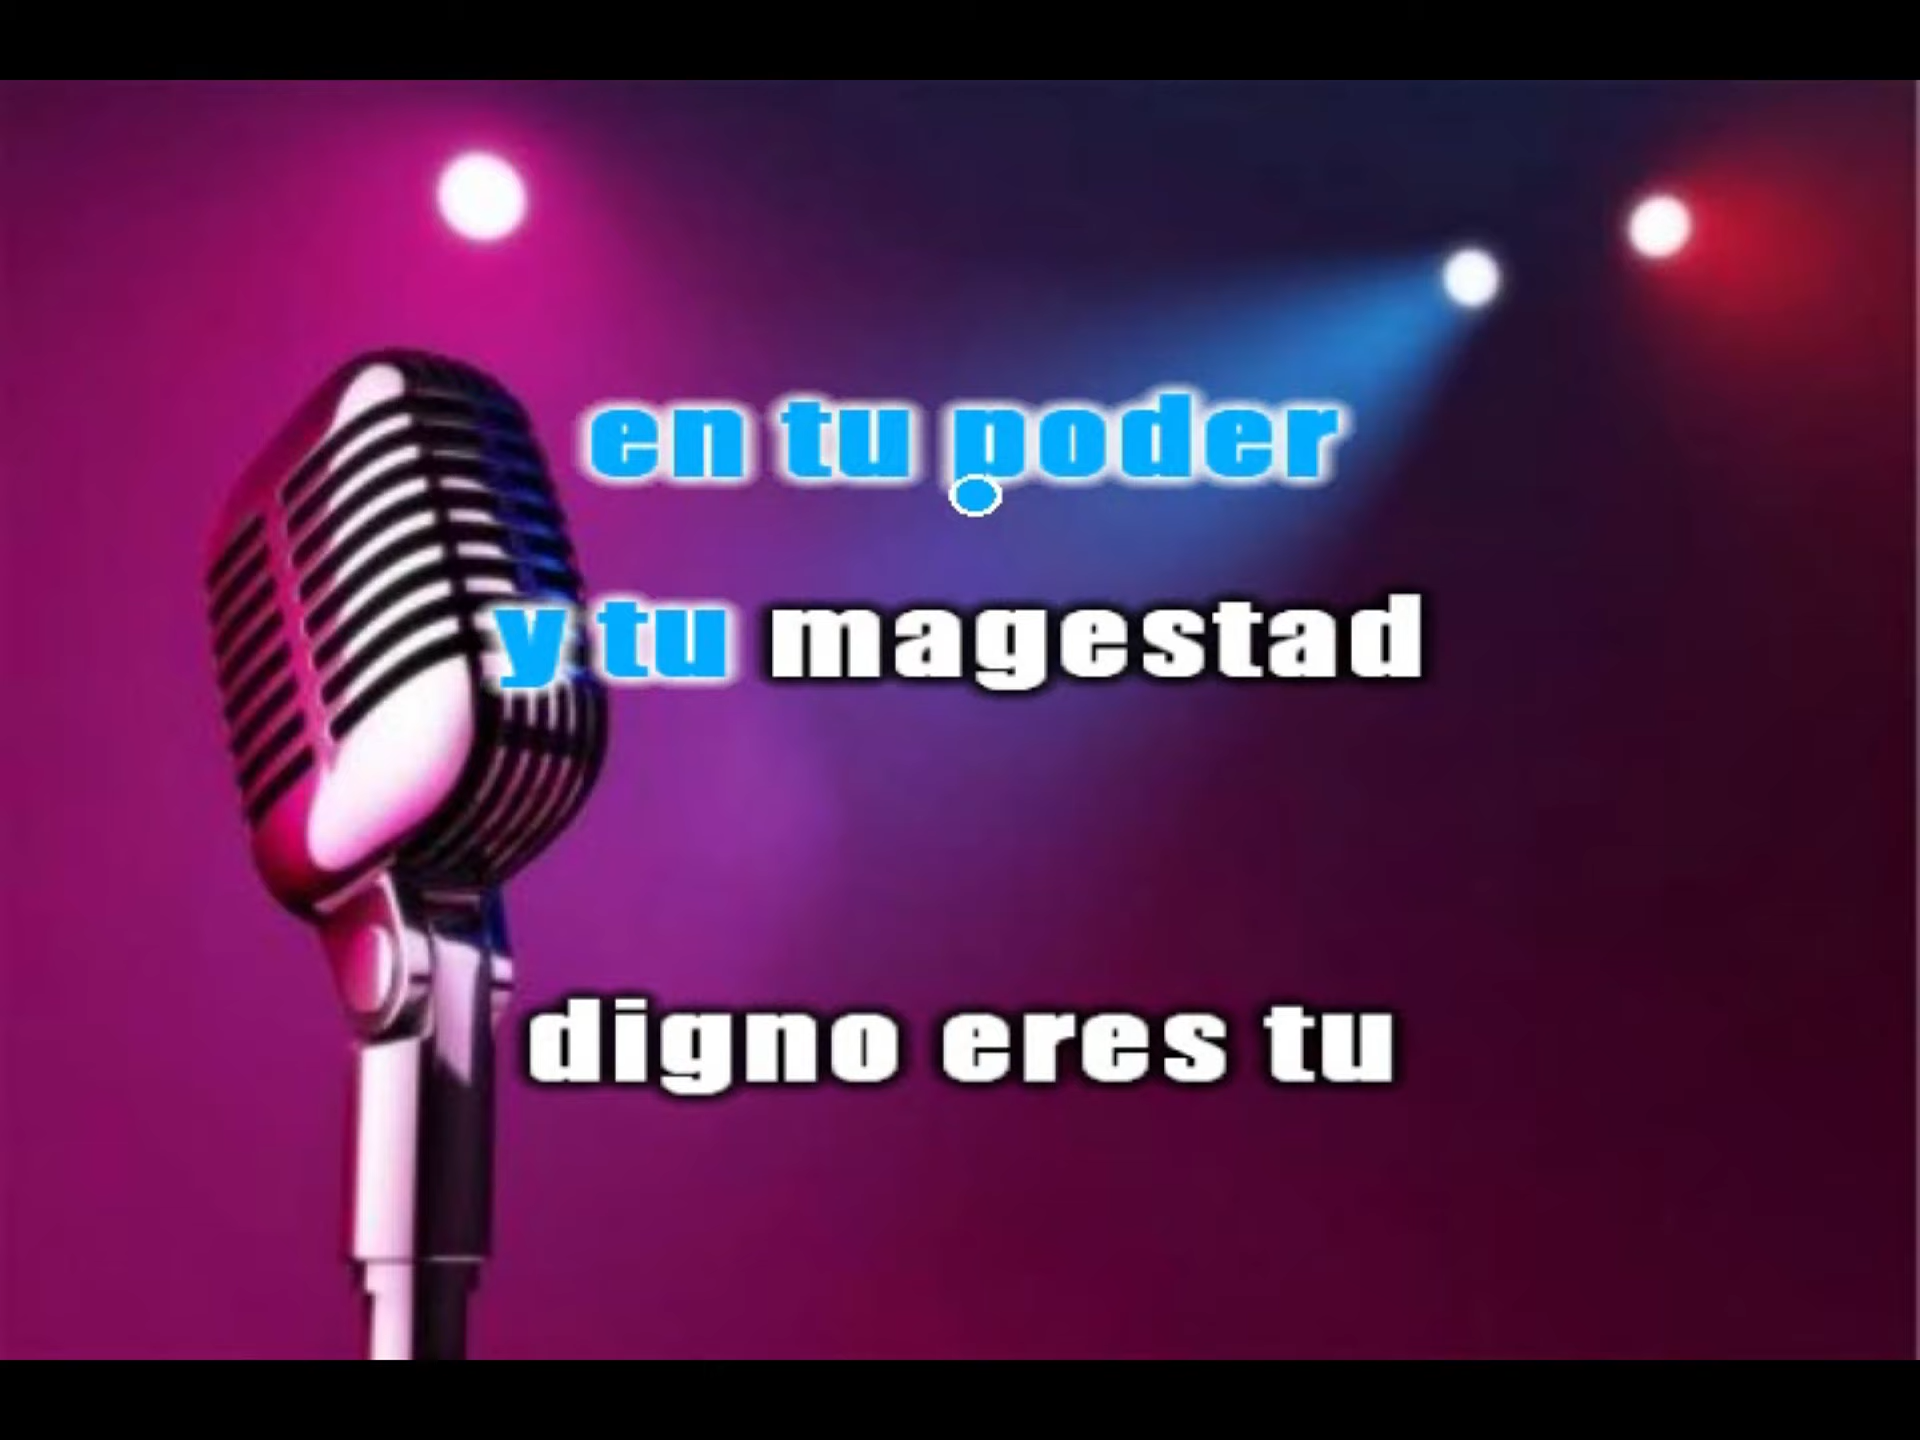 en tu poder
y tu magestad
digno eres tu